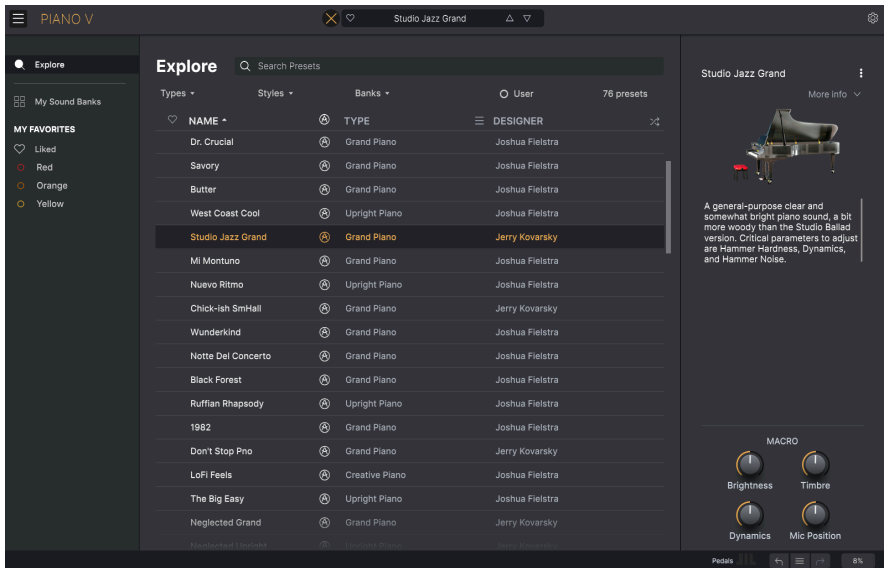 PIANO V
Studio Jazz Grand
Explore
My Sound Banks
MY FAVORITES
Liked
Red
Orange
Yellow
Explore
Search Presets
Types
Styles
Banks
User
76 presets
NAME
TYPE
DESIGNER
Dr. Crucial Grand Piano Joshua Fielstra
Savory Grand Piano Joshua Fielstra
Butter Grand Piano Joshua Fielstra
West Coast Cool Upright Piano Joshua Fielstra
Studio Jazz Grand Grand Piano Jerry Kovarsky
Mi Montuno Grand Piano Joshua Fielstra
Nuevo Ritmo Upright Piano Joshua Fielstra
Chick-ish SmHall Grand Piano Jerry Kovarsky
Wunderkind Grand Piano Joshua Fielstra
Notte Del Concerto Grand Piano Joshua Fielstra
Black Forest Grand Piano Joshua Fielstra
Ruffian Rhapsody Upright Piano Joshua Fielstra
1982 Grand Piano Joshua Fielstra
Don't Stop Pno Grand Piano Jerry Kovarsky
LoFi Feels Creative Piano Joshua Fielstra
The Big Easy Upright Piano Joshua Fielstra
Neglected Grand Grand Piano Jerry Kovarsky
Neglected Upright Upright Piano Jerry Kovarsky
Studio Jazz Grand
More info
A general-purpose clear and
somewhat bright piano sound, a bit
more woody than the Studio Ballad
version. Critical parameters to adjust
are Hammer Hardness, Dynamics,
and Hammer Noise.
MACRO
Brightness
Timbre
Dynamics
Mic Position
Pedals
8%